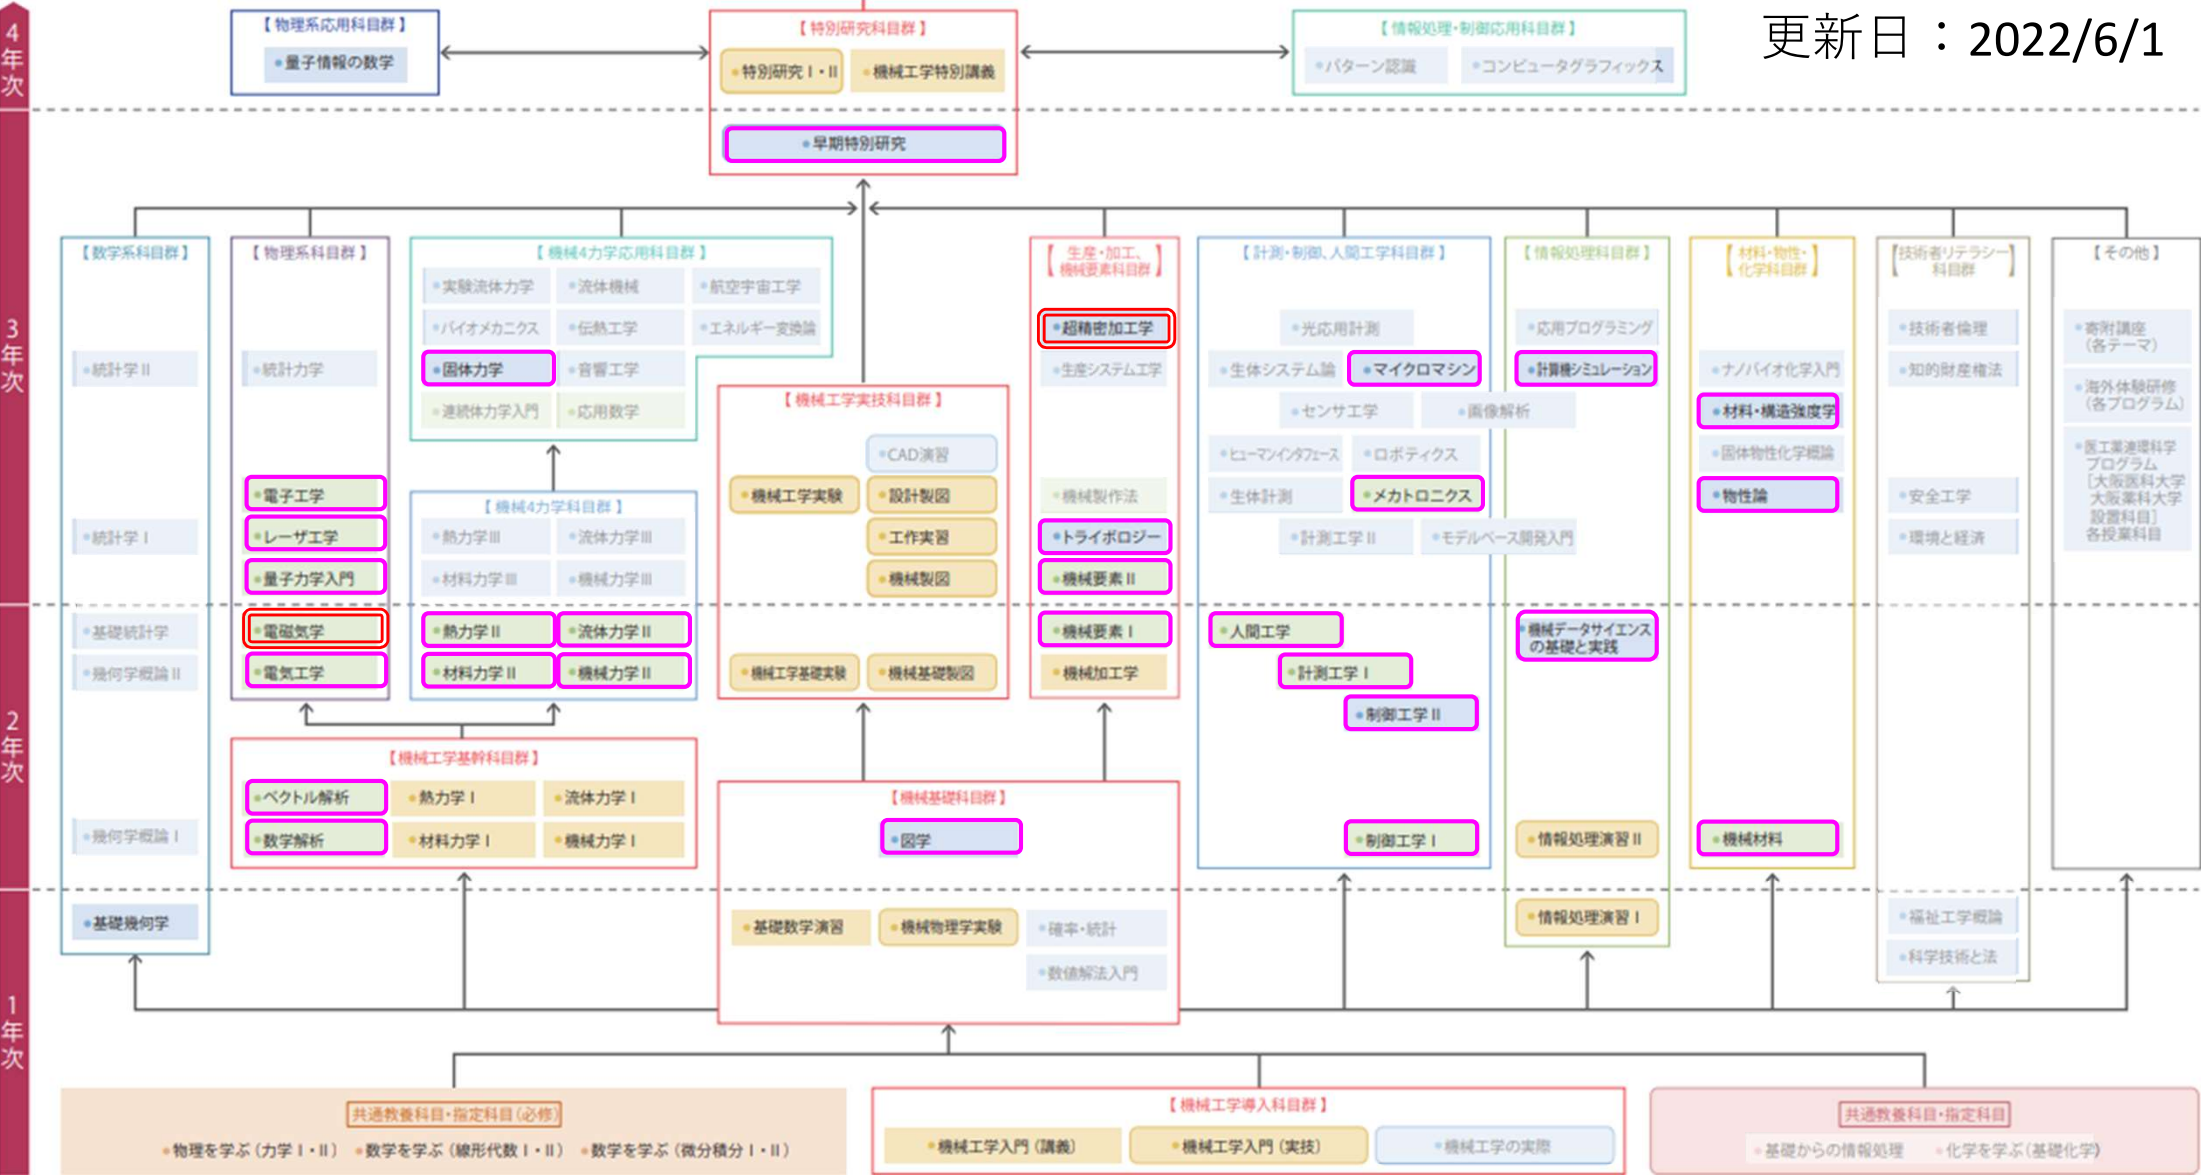 更新日：2022/6/1
4年次
【 物理系応用科目群 】
•量子情報の数学
【 特別研究科目群 】
•特別研究Ⅰ・Ⅱ
•機械工学特別講義
【 情報処理・制御応用科目群 】
•パターン認識
•コンピュータグラフィックス
•早期特別研究
3年次
【 数学系科目群 】
•統計学Ⅱ
•統計学Ⅰ
•基礎統計学
•幾何学概論Ⅱ
•幾何学概論Ⅰ
•基礎幾何学
【 物理系科目群 】
•統計力学
•電子工学
•レーザ工学
•量子力学入門
•電磁気学
•電気工学
【 機械4力学応用科目群 】
•実験流体力学
•流体機械
•航空宇宙工学
•バイオメカニクス
•伝熱工学
•エネルギー変換論
•固体力学
•音響工学
•連続体力学入門
•応用数学
【 機械4力学科目群 】
•熱力学Ⅲ
•流体力学Ⅲ
•材料力学Ⅲ
•機械力学Ⅲ
•熱力学Ⅱ
•流体力学Ⅱ
•材料力学Ⅱ
•機械力学Ⅱ
【 機械工学実技科目群 】
•CAD演習
•機械工学実験
•設計製図
•工作実習
•機械製図
•機械工学基礎実験
•機械基礎製図
【 生産・加工、
機械要素科目群 】
•超精密加工学
•生産システム工学
•機械製作法
•トライボロジー
•機械要素Ⅱ
•機械要素Ⅰ
•機械加工学
【 計測・制御、人間工学科目群 】
•光応用計測
•生体システム論
•マイクロマシン
•センサ工学
•画像解析
•ヒューマンインタフェース
•ロボティクス
•生体計測
•メカトロニクス
•計測工学Ⅱ
•モデルベース開発入門
•人間工学
•計測工学Ⅰ
•制御工学Ⅱ
•制御工学Ⅰ
【 情報処理科目群 】
•応用プログラミング
•計算機シミュレーション
•機械データサイエンス
の基礎と実践
•情報処理演習Ⅱ
•情報処理演習Ⅰ
【 材料・物性・
化学科目群 】
•ナノバイオ化学入門
•材料・構造強度学
•固体物性化学概論
•物性論
•機械材料
【 技術者リテラシー
科目群 】
•技術者倫理
•知的財産権法
•安全工学
•環境と経済
•福祉工学概論
•科学技術と法
【 その他 】
•寄附講座
（各テーマ）
•海外体験研修
（各プログラム）
•医工薬連環科学
プログラム
［大阪医科大学
大阪薬科大学
設置科目］
各授業科目
2年次
【 機械工学基幹科目群 】
•ベクトル解析
•熱力学Ⅰ
•流体力学Ⅰ
•数学解析
•材料力学Ⅰ
•機械力学Ⅰ
【 機械基礎科目群 】
•図学
•基礎数学演習
•機械物理学実験
•確率・統計
•数値解法入門
1年次
共通教養科目・指定科目（必修）
•物理を学ぶ（力学Ⅰ・Ⅱ） •数学を学ぶ（線形代数Ⅰ・Ⅱ） •数学を学ぶ（微分積分Ⅰ・Ⅱ）
【 機械工学導入科目群 】
•機械工学入門（講義）
•機械工学入門（実技）
•機械工学の実際
共通教養科目・指定科目
•基礎からの情報処理 •化学を学ぶ（基礎化学）